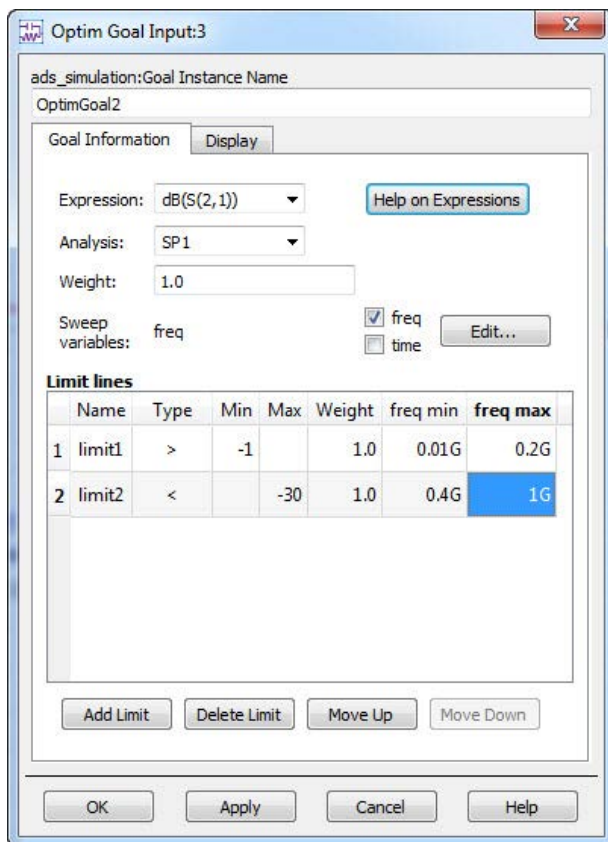 Optim Goal Input:3
ads_simulation:Goal Instance Name
OptimGoal2
Goal Information Display
Expression: dB(S(2,1)) Help on Expressions
Analysis: SP1
Weight: 1.0
Sweep variables: freq freq time Edit...
Limit lines
Name Type Min Max Weight freq min freq max
1 limit1 > -1 1.0 0.01G 0.2G
2 limit2 < -30 1.0 0.4G 1G
Add Limit Delete Limit Move Up Move Down
OK Apply Cancel Help